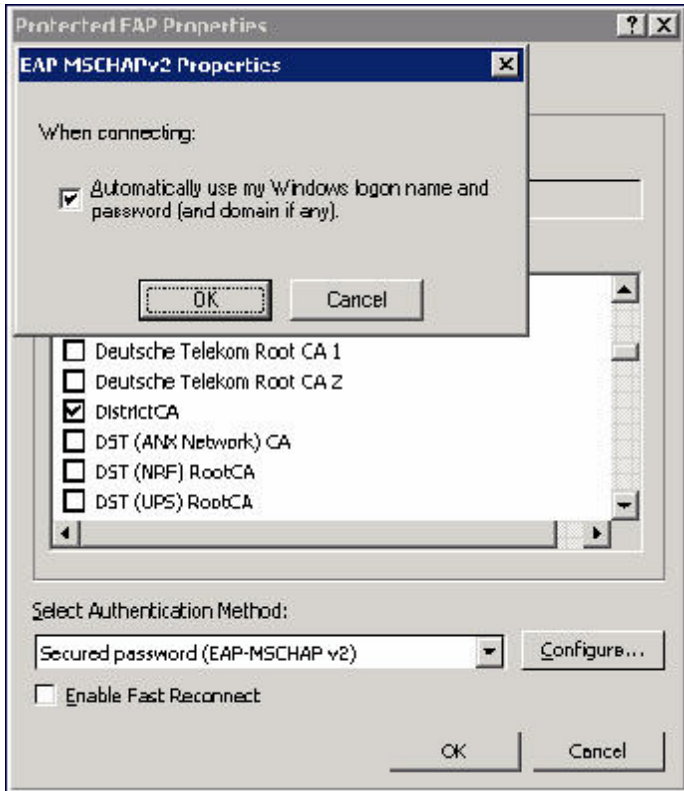 Protected EAP Properties
EAP MSCHAPv2 Properties
When connecting:
Automatically use my Windows logon name and
password (and domain if any).
OK
Cancel
Deutsche Telekom Root CA 1
Deutsche Telekom Root CA 2
DistrictCA
DST (ANX Network) CA
DST (NRF) RootCA
DST (UPS) RootCA
Select Authentication Method:
Secured password (EAP-MSCHAP v2)
Configure...
Enable Fast Reconnect
OK
Cancel